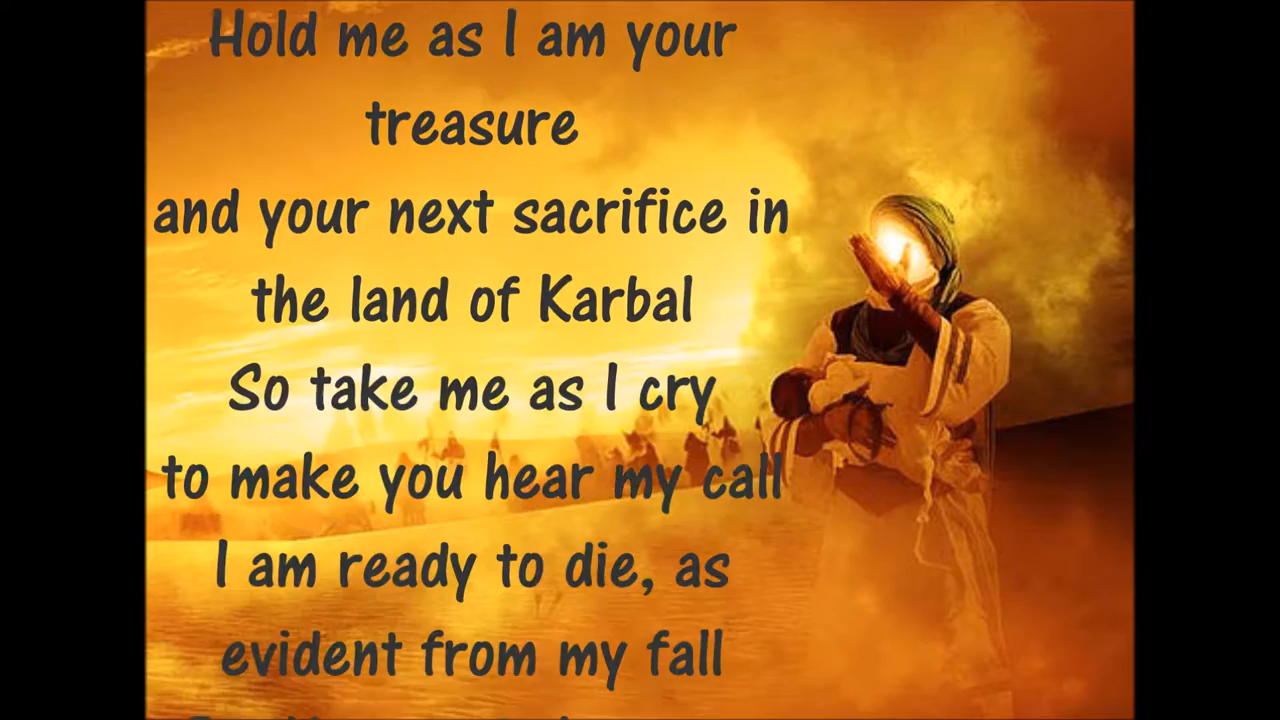 Hold me as I am your
treasure
and your next sacrifice in
the land of Karbal
So take me as I cry
to make you hear my call
I am ready to die, as
evident from my fall